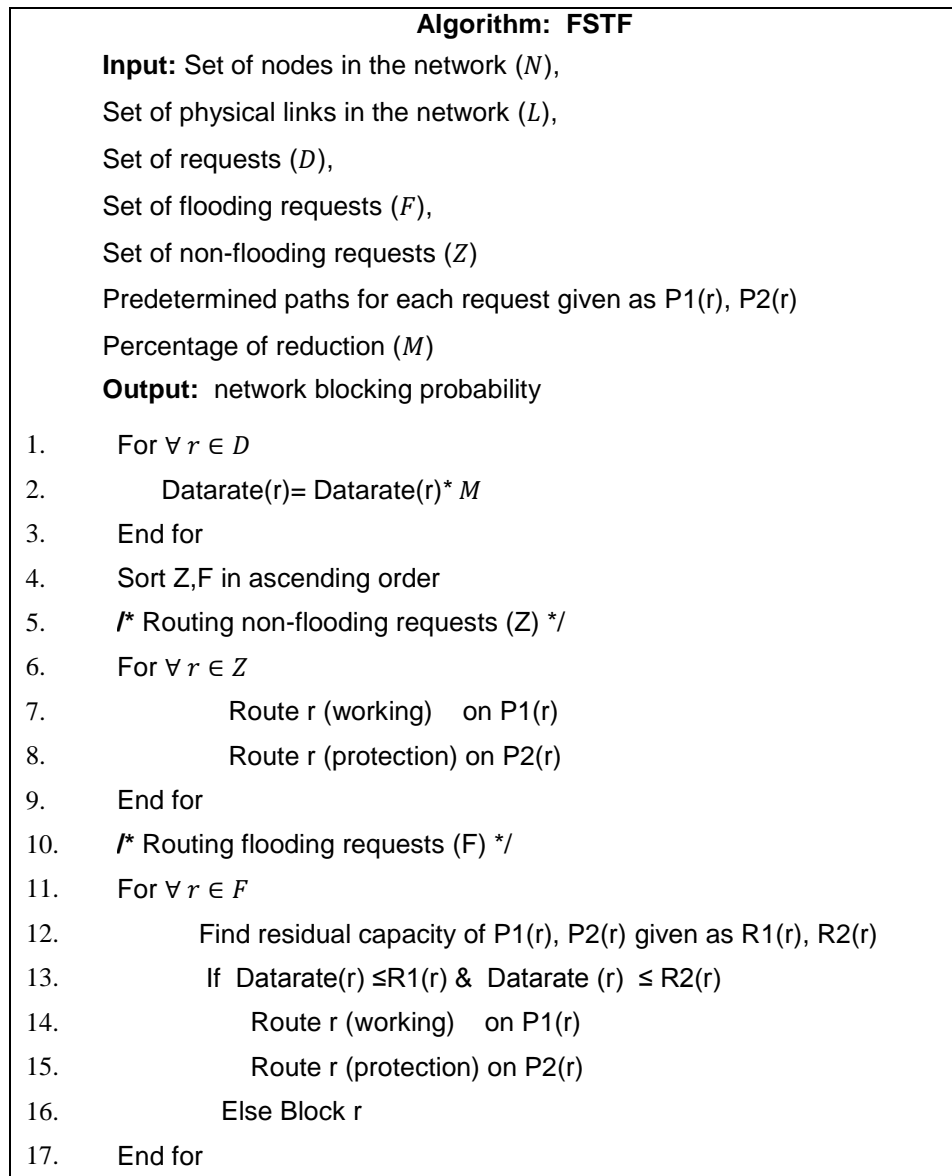 Algorithm: FSTF
Input: Set of nodes in the network (N),
Set of physical links in the network (L),
Set of requests (D),
Set of flooding requests (F),
Set of non-flooding requests (Z)
Predetermined paths for each request given as P1(r), P2(r)
Percentage of reduction (M)
Output: network blocking probability
1. For ∀ r ∈ D
2. Datarate(r)= Datarate(r)* M
3. End for
4. Sort Z,F in ascending order
5. /* Routing non-flooding requests (Z) */
6. For ∀ r ∈ Z
7. Route r (working) on P1(r)
8. Route r (protection) on P2(r)
9. End for
10. /* Routing flooding requests (F) */
11. For ∀ r ∈ F
12. Find residual capacity of P1(r), P2(r) given as R1(r), R2(r)
13. If Datarate(r) ≤R1(r) & Datarate (r) ≤ R2(r)
14. Route r (working) on P1(r)
15. Route r (protection) on P2(r)
16. Else Block r
17. End for